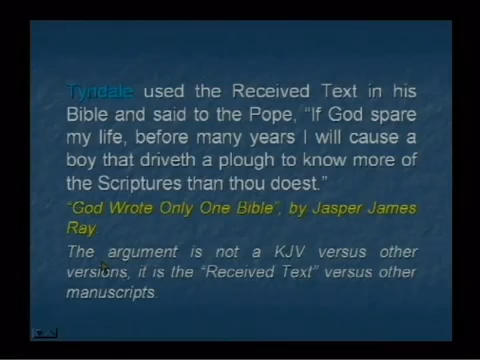 Tyndale used the Received Text in his
Bible and said to the Pope, “If God spare
my life, before many years I will cause a
boy that driveth a plough to know more of
the Scriptures than thou doest.”
“God Wrote Only One Bible”, by Jasper James
Ray.
The argument is not a KJV versus other
versions, it is the “Received Text” versus other
manuscripts.